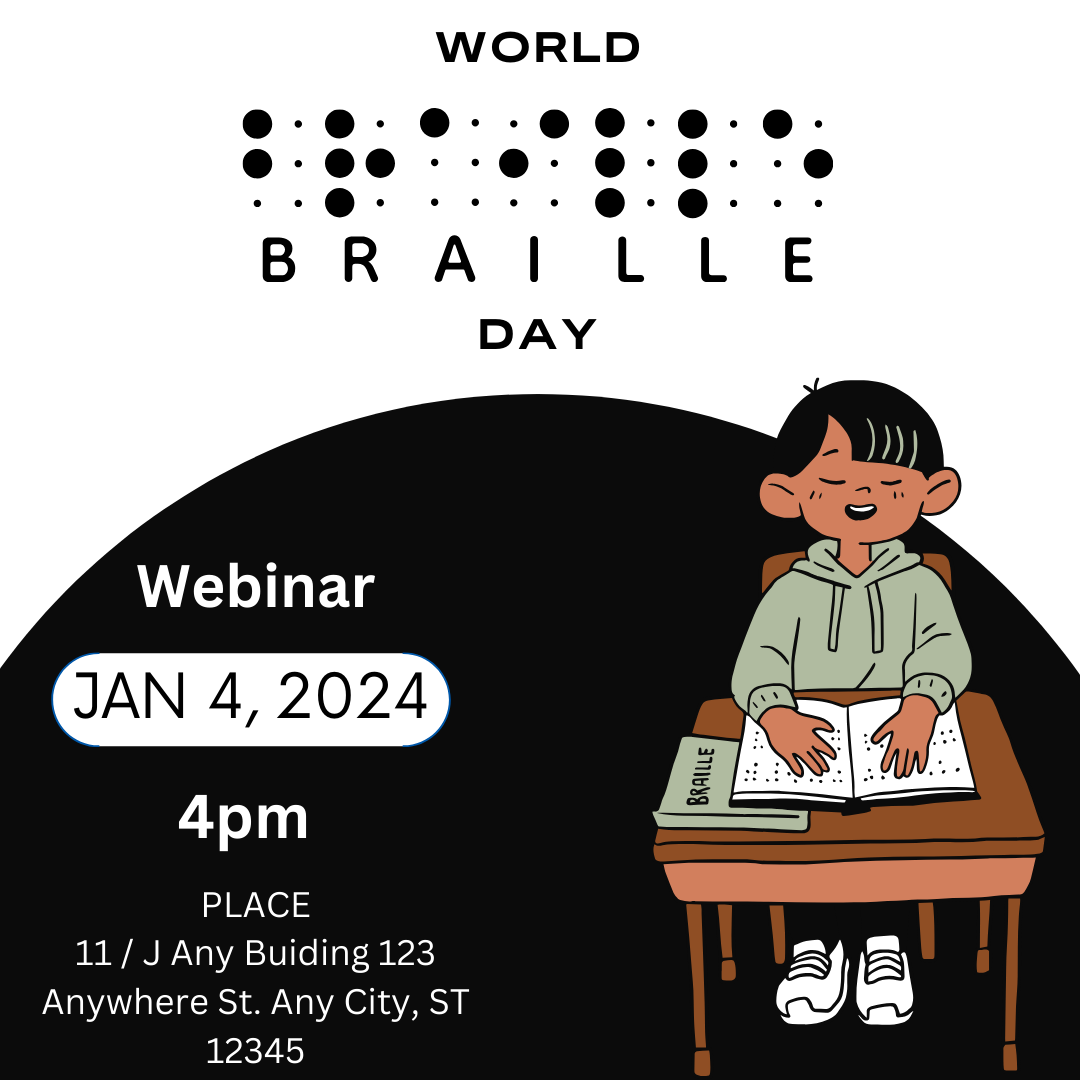 WORLD
⠃⠗⠁⠊⠇⠇⠑
BRAILLE
DAY
Webinar
JAN 4, 2024
4pm
PLACE
11 / J Any Buiding 123
Anywhere St. Any City, ST
12345
BRAILLE